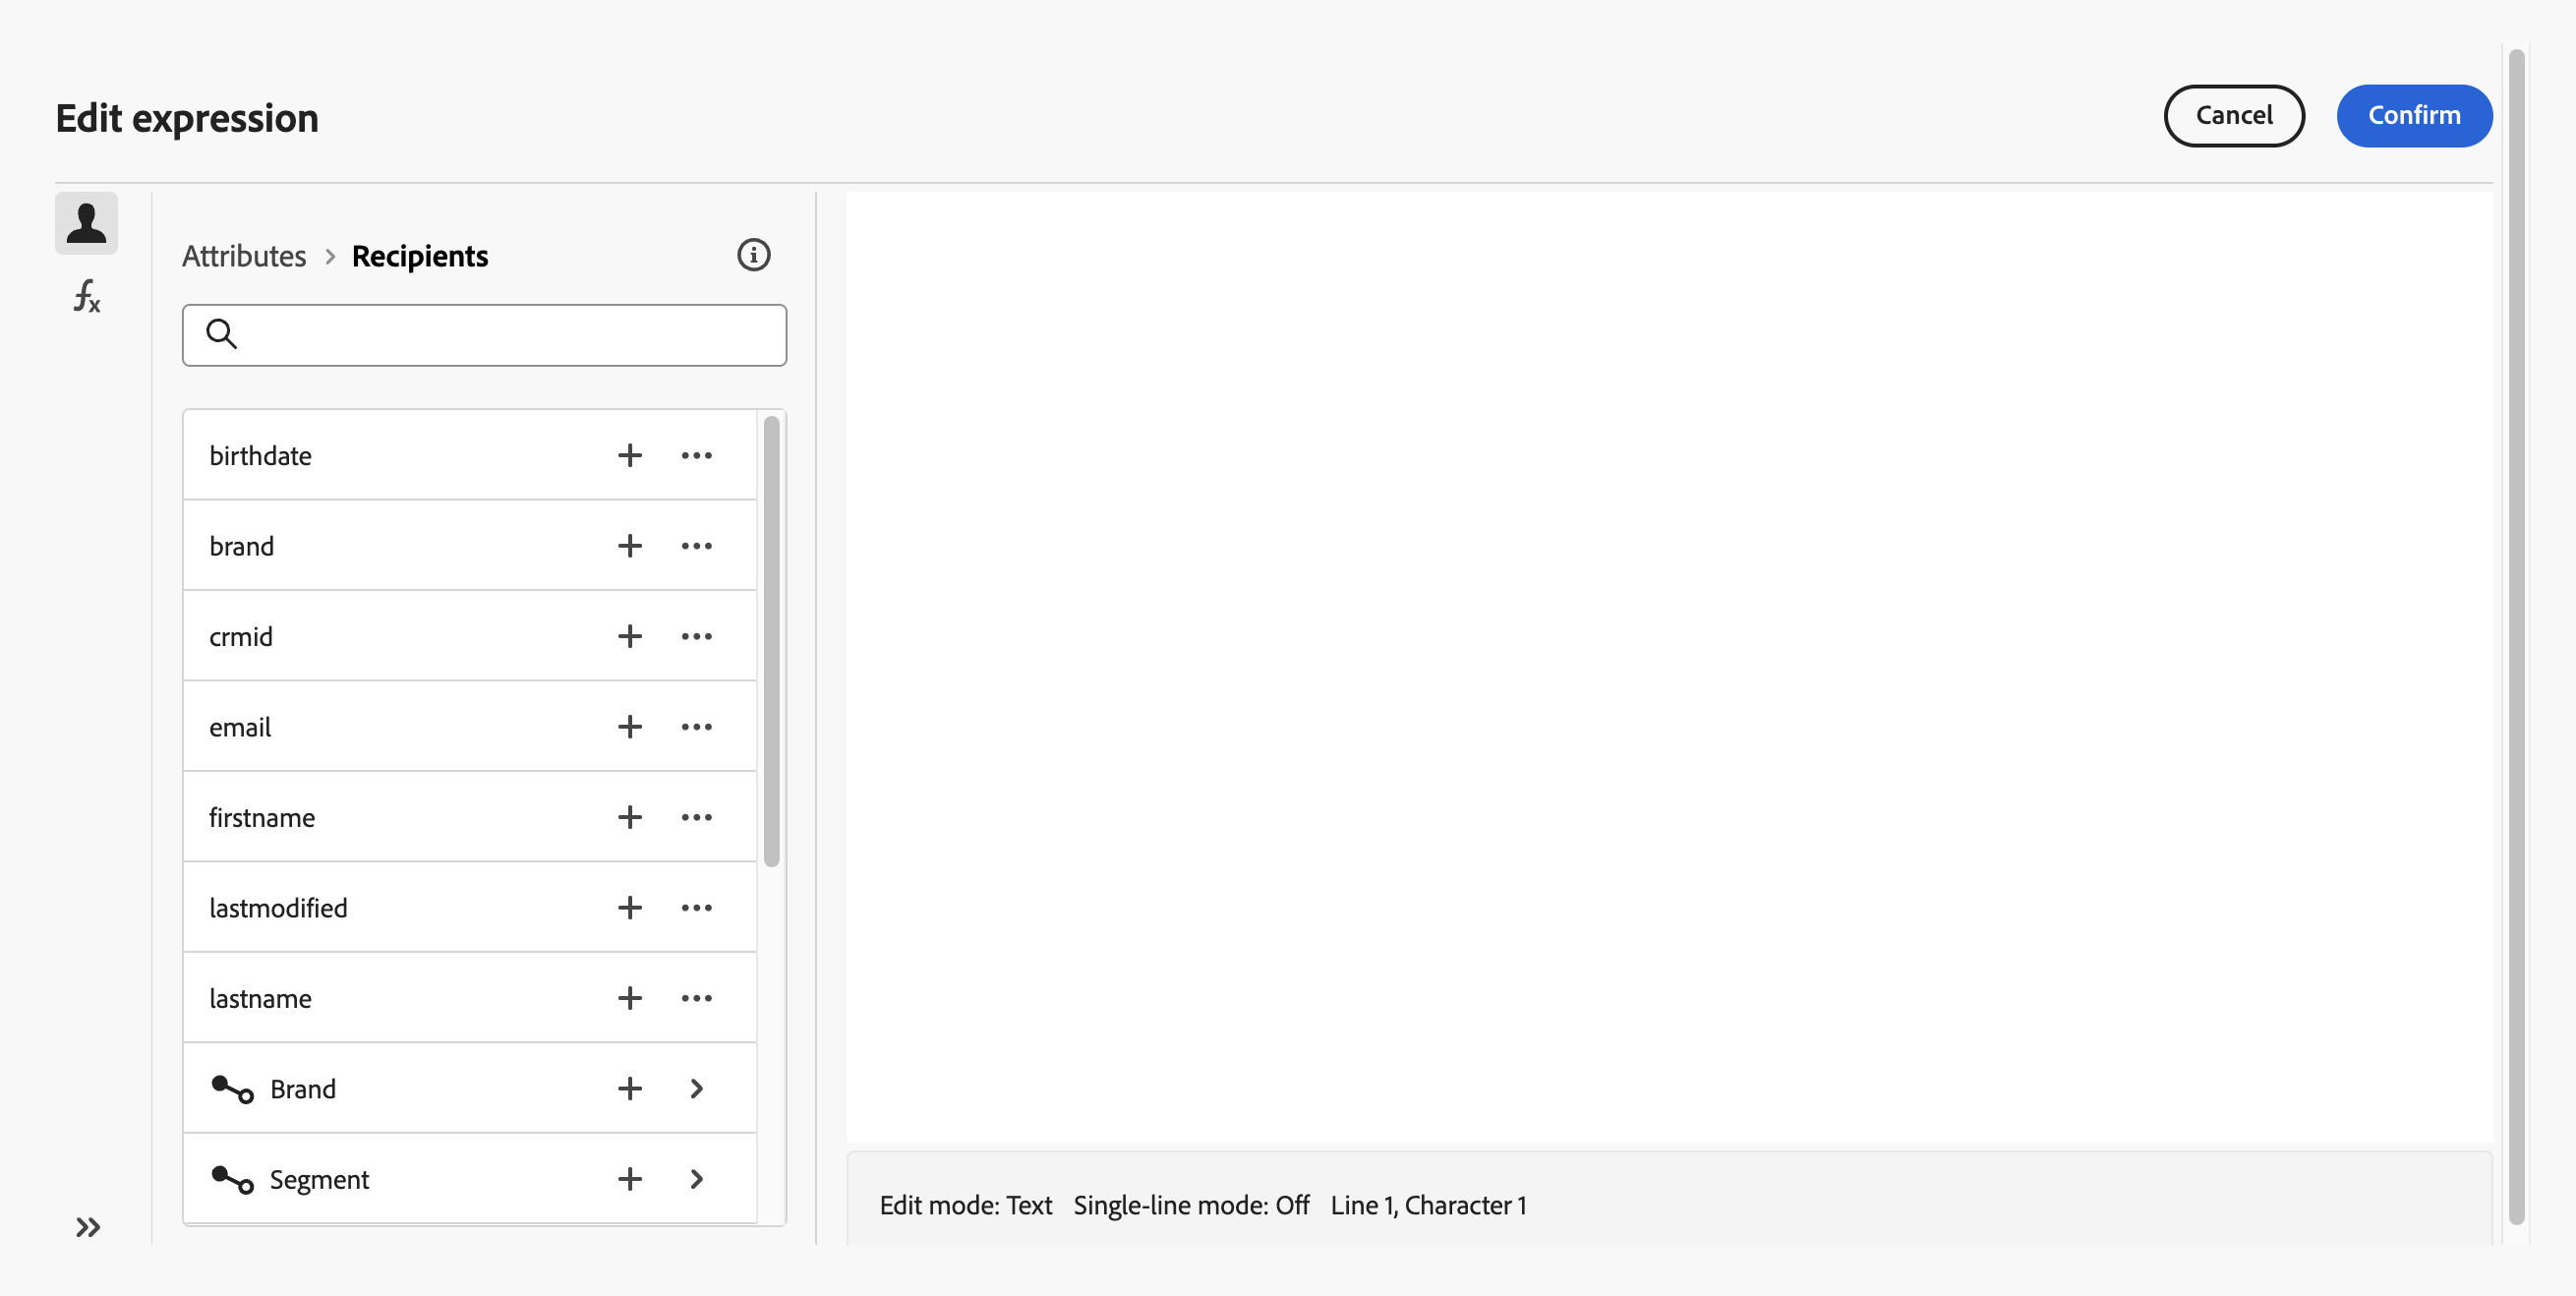 Edit expression
Cancel
Confirm
fx
Attributes > Recipients
birthdate
brand
crmid
email
firstname
lastmodified
lastname
Brand
Segment
Edit mode: Text Single-line mode: Off Line 1, Character 1